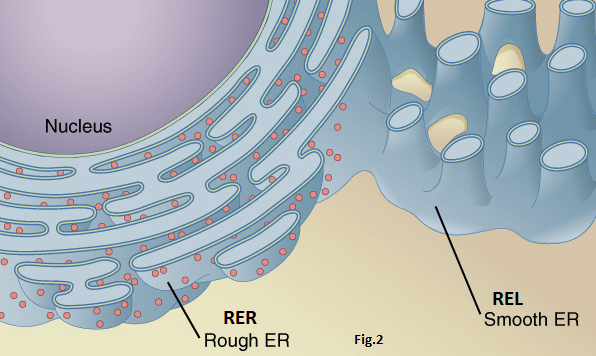 Nucleus
RER
Rough ER
Fig.2
REL
Smooth ER